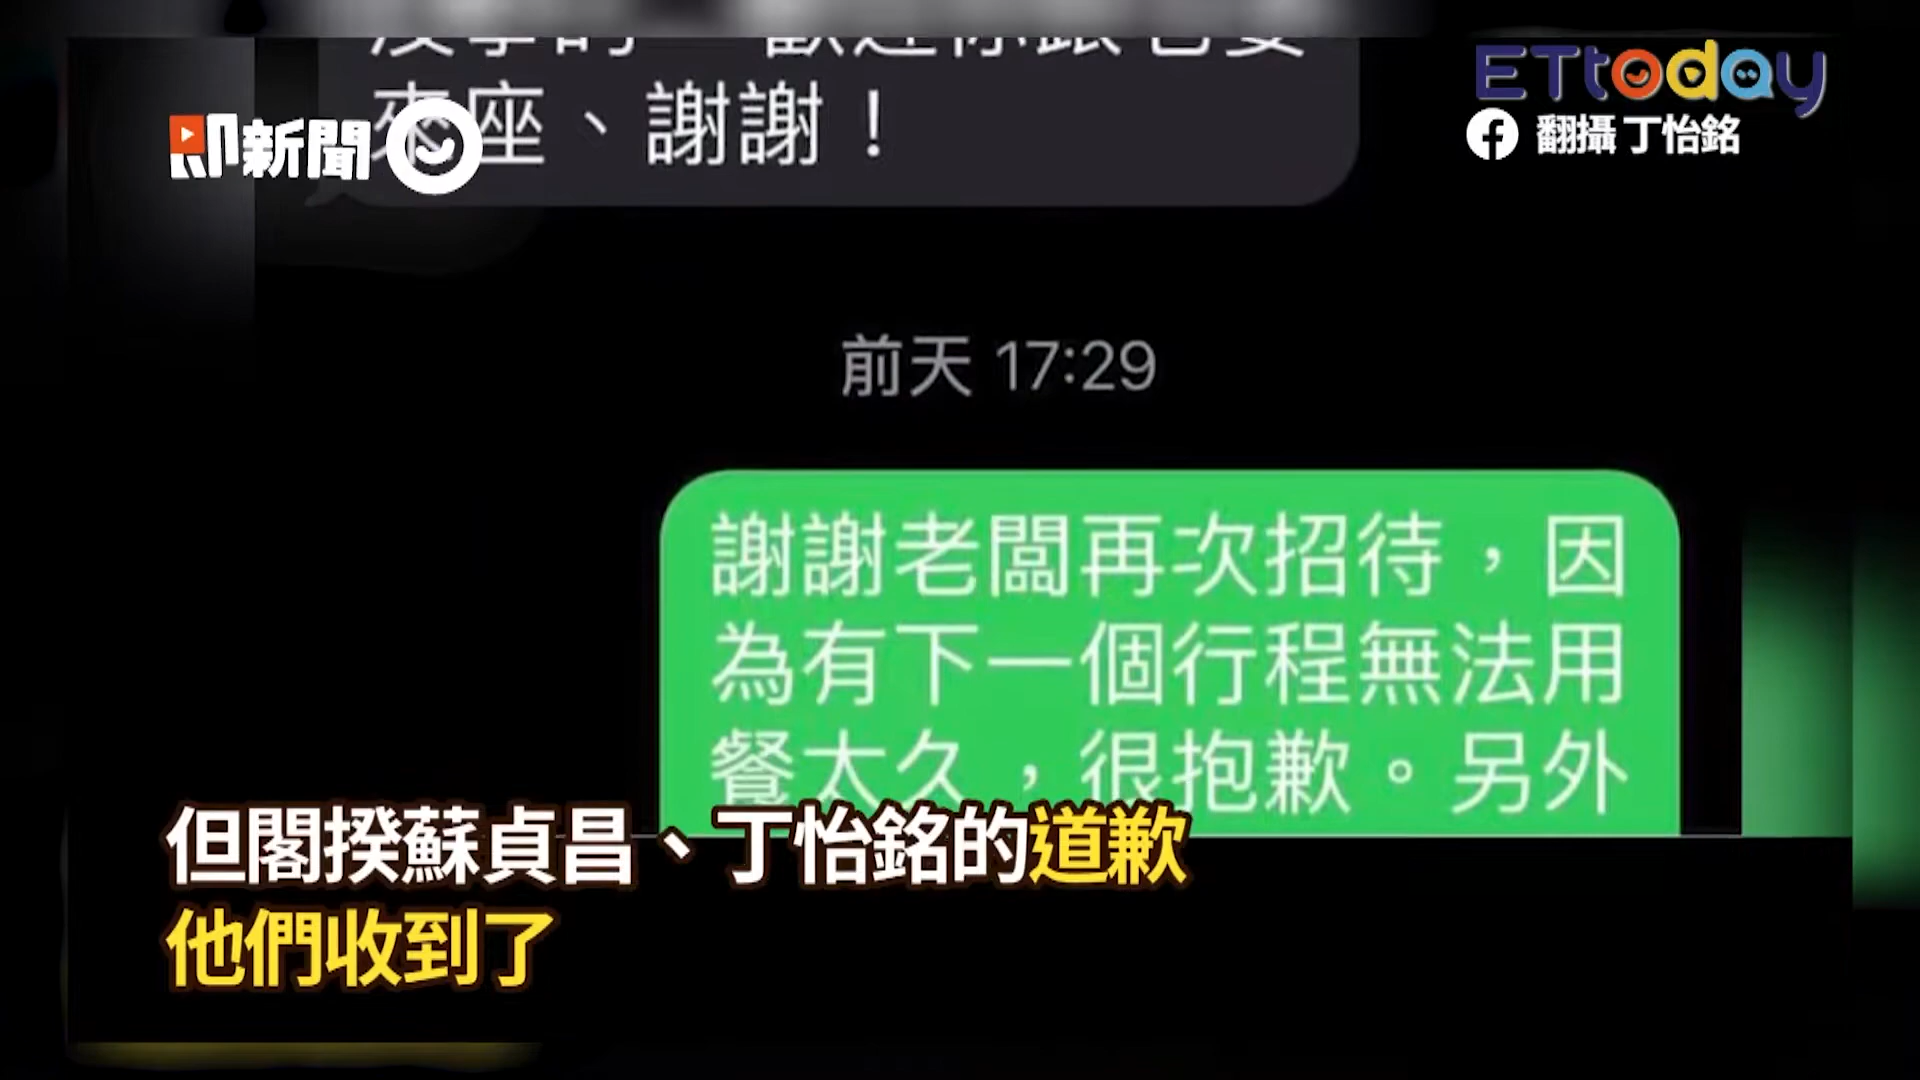 來座、謝謝！
ETtoday
即新聞
翻攝 丁怡銘
前天 17:29
謝謝老闆再次招待，因
為有下一個行程無法用
餐太久，很抱歉。另外
但閣揆蘇貞昌、丁怡銘的道歉
他們收到了